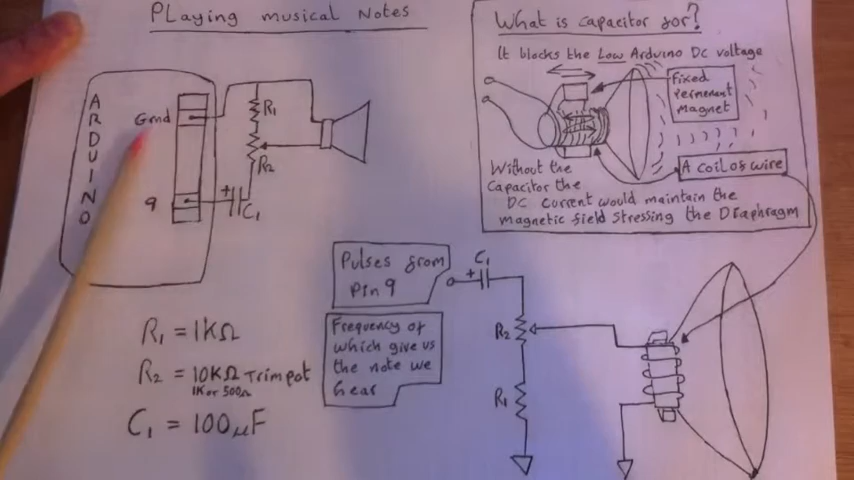 PLaying musical Notes
ARDUINO
Gnd
9
R1
R2
+
C1
R1 = 1KΩ
R2 = 10KΩ Trimpot
1K or 500Ω
C1 = 100µF
What is capacitor for?
It blocks the Low Arduino DC voltage
Fixed
permenent
magnet
A coil of wire
Without the
Capacitor the
DC current would maintain the
magnetic field stressing the Diaphragm
Pulses from
pin 9
Frequency of
which give us
the note we
hear
C1
+
R2
R1